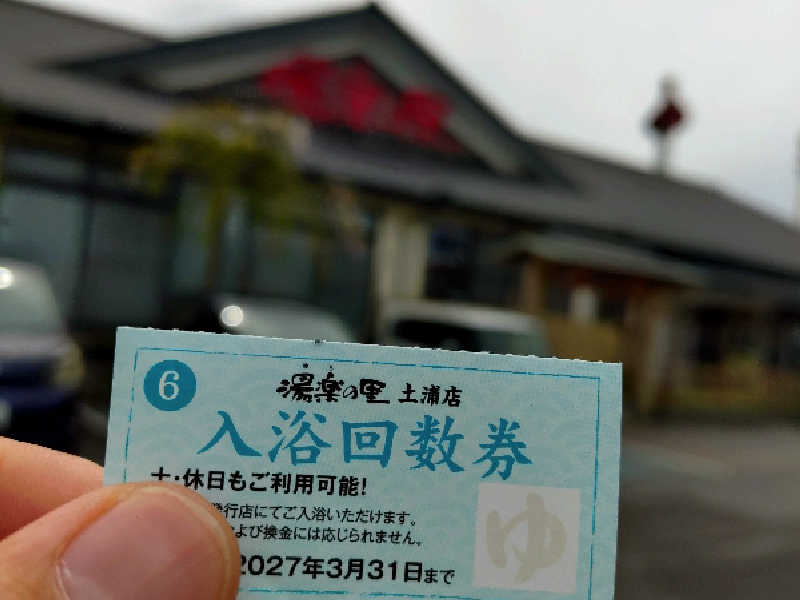 6
湯楽の里 土浦店
入浴回数券
土・休日もご利用可能!
発行店にてご入浴いただけます。
および換金には応じられません。
2027年3月31日まで
ゆ